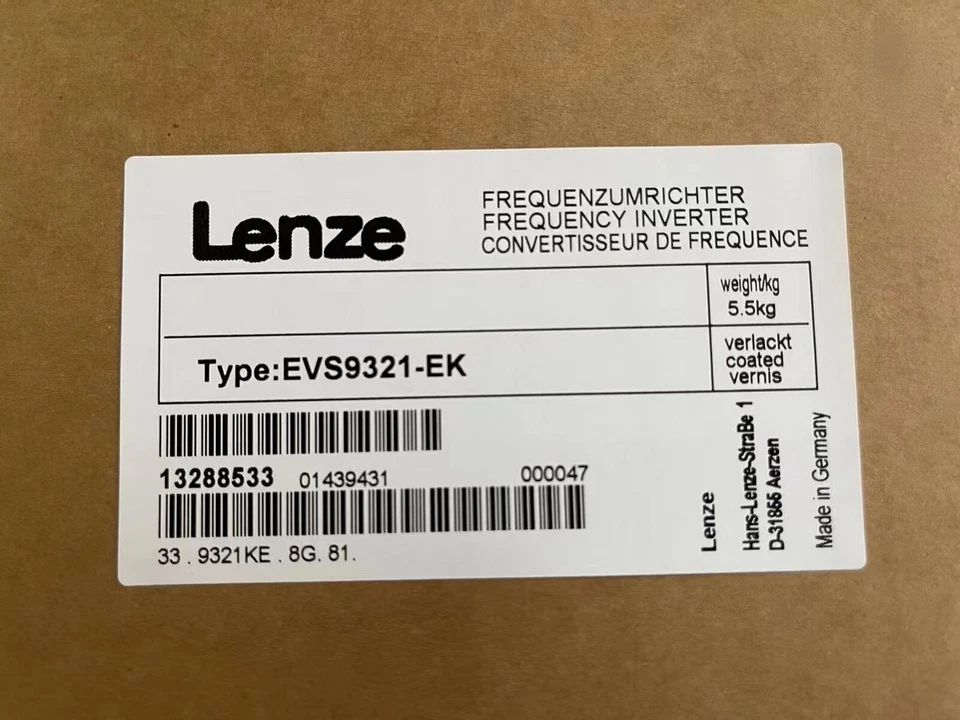 Lenze
FREQUENZUMRICHTER
FREQUENCY INVERTER
CONVERTISSEUR DE FREQUENCE
weight/kg
5.5kg
Type:EVS9321-EK
verlackt
coated
vernis
13288533 01439431 000047
33 . 9321KE . 8G. 81.
Lenze
Hans-Lenze-StraBe 1
D-31855 Aerzen
Made in Germany